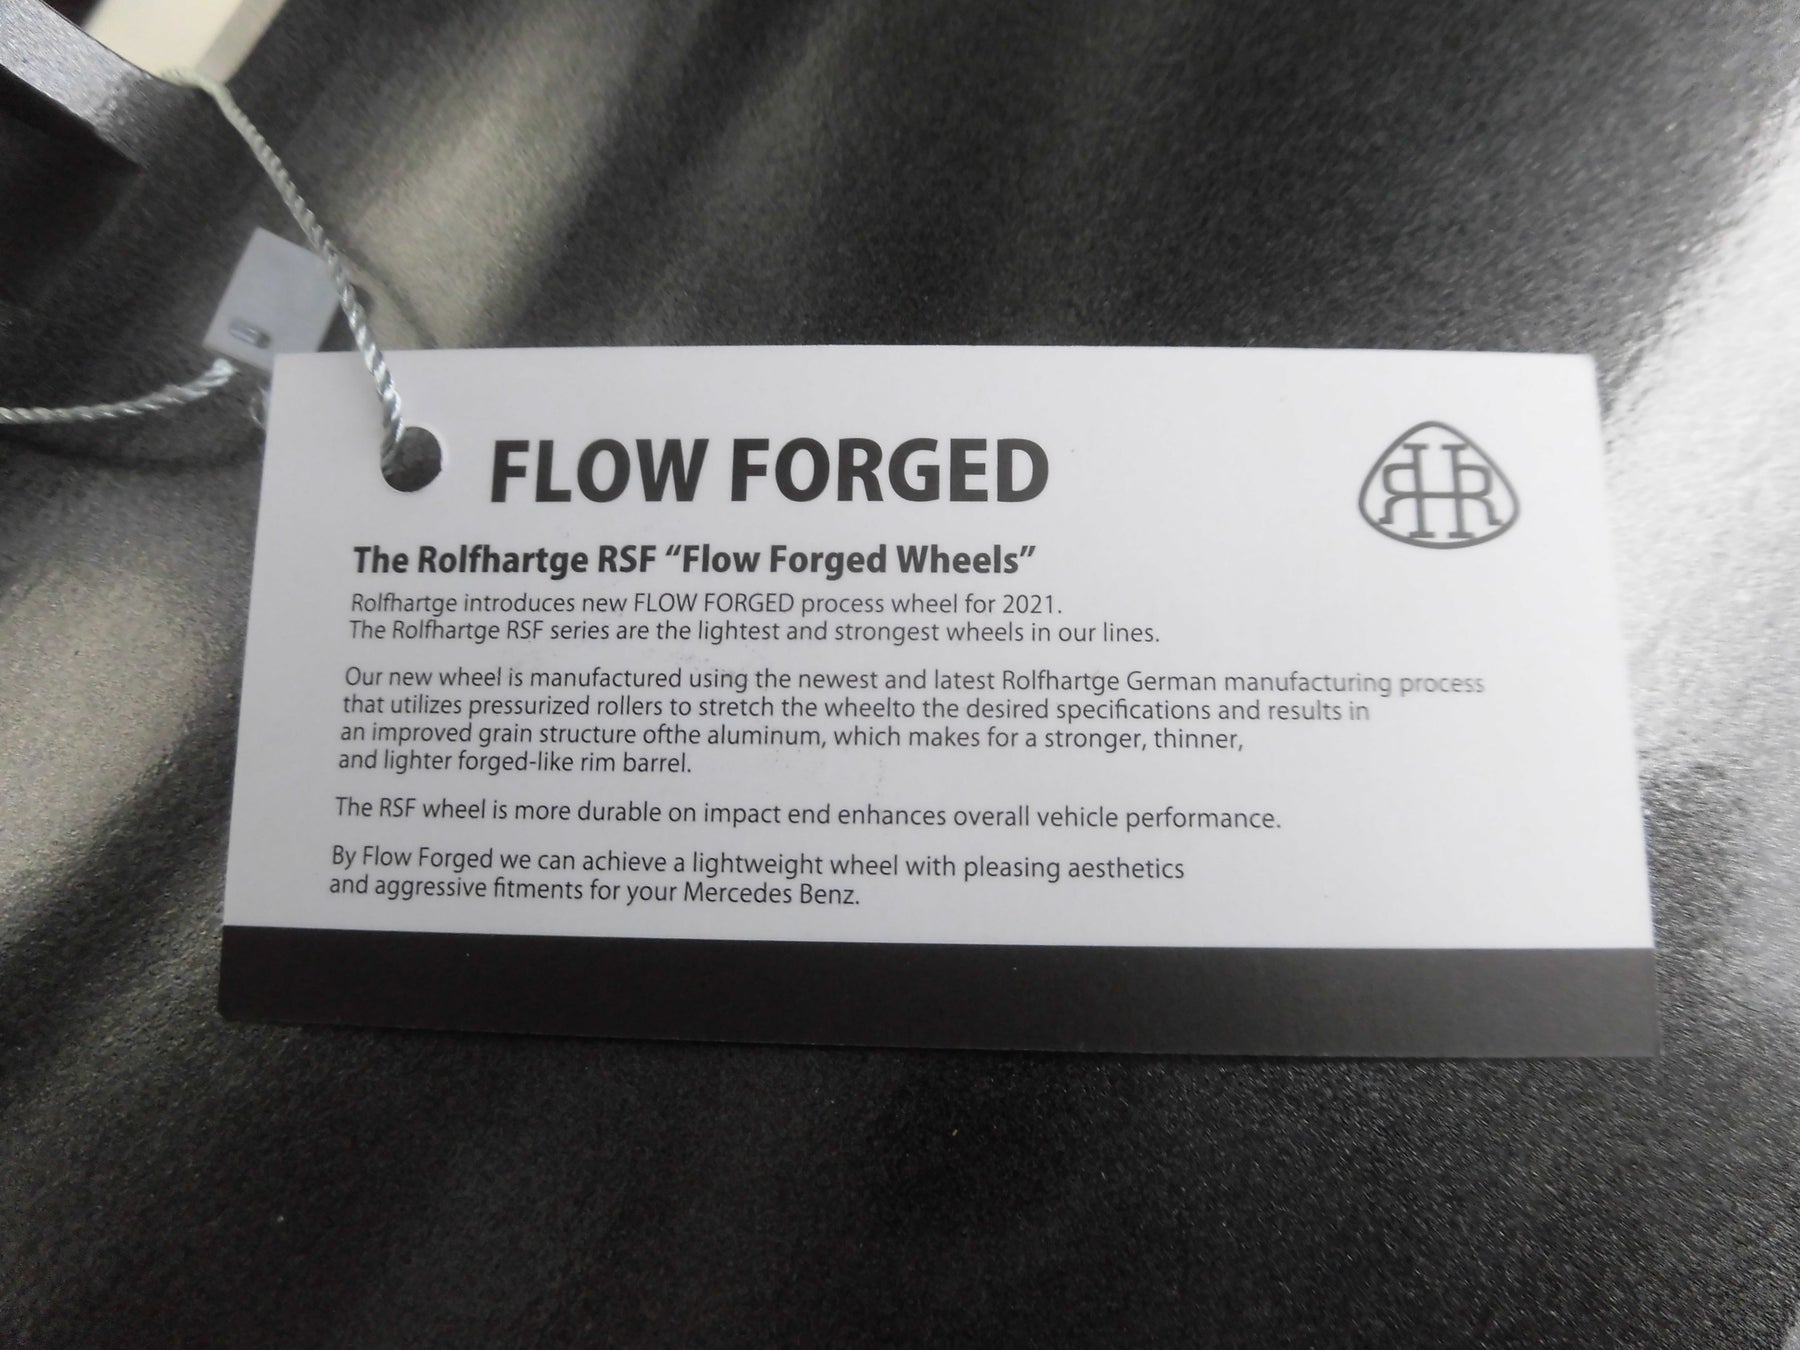 FLOW FORGED
RHR
The Rolfhartge RSF “Flow Forged Wheels”
Rolfhartge introduces new FLOW FORGED process wheel for 2021.
The Rolfhartge RSF series are the lightest and strongest wheels in our lines.
Our new wheel is manufactured using the newest and latest Rolfhartge German manufacturing process
that utilizes pressurized rollers to stretch the wheelto the desired specifications and results in
an improved grain structure ofthe aluminum, which makes for a stronger, thinner,
and lighter forged-like rim barrel.
The RSF wheel is more durable on impact end enhances overall vehicle performance.
By Flow Forged we can achieve a lightweight wheel with pleasing aesthetics
and aggressive fitments for your Mercedes Benz.